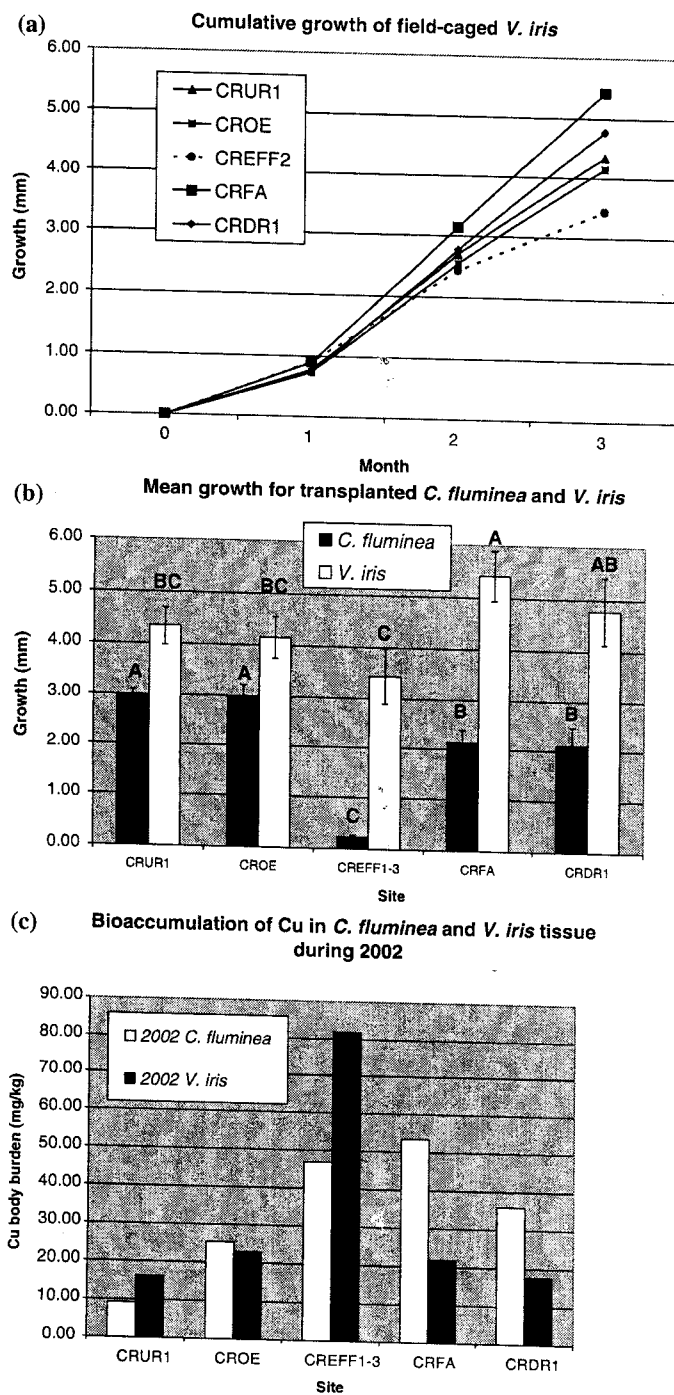 (a)
Cumulative growth of field-caged V. iris
6.00
5.00
4.00
3.00
2.00
1.00
0.00
Growth (mm)
CRUR1
CROE
CREFF2
CRFA
CRDR1
0
1
2
3
Month
(b)
Mean growth for transplanted C. fluminea and V. iris
6.00
5.00
4.00
3.00
2.00
1.00
0.00
Growth (mm)
C. fluminea
V. iris
A
BC
A
BC
C
C
B
A
B
AB
CRUR1
CROE
CREFF1-3
CRFA
CRDR1
Site
(c)
Bioaccumulation of Cu in C. fluminea and V. iris tissue
during 2002
90.00
80.00
70.00
60.00
50.00
40.00
30.00
20.00
10.00
0.00
Cu body burden (mg/kg)
2002 C. fluminea
2002 V. iris
CRUR1
CROE
CREFF1-3
CRFA
CRDR1
Site